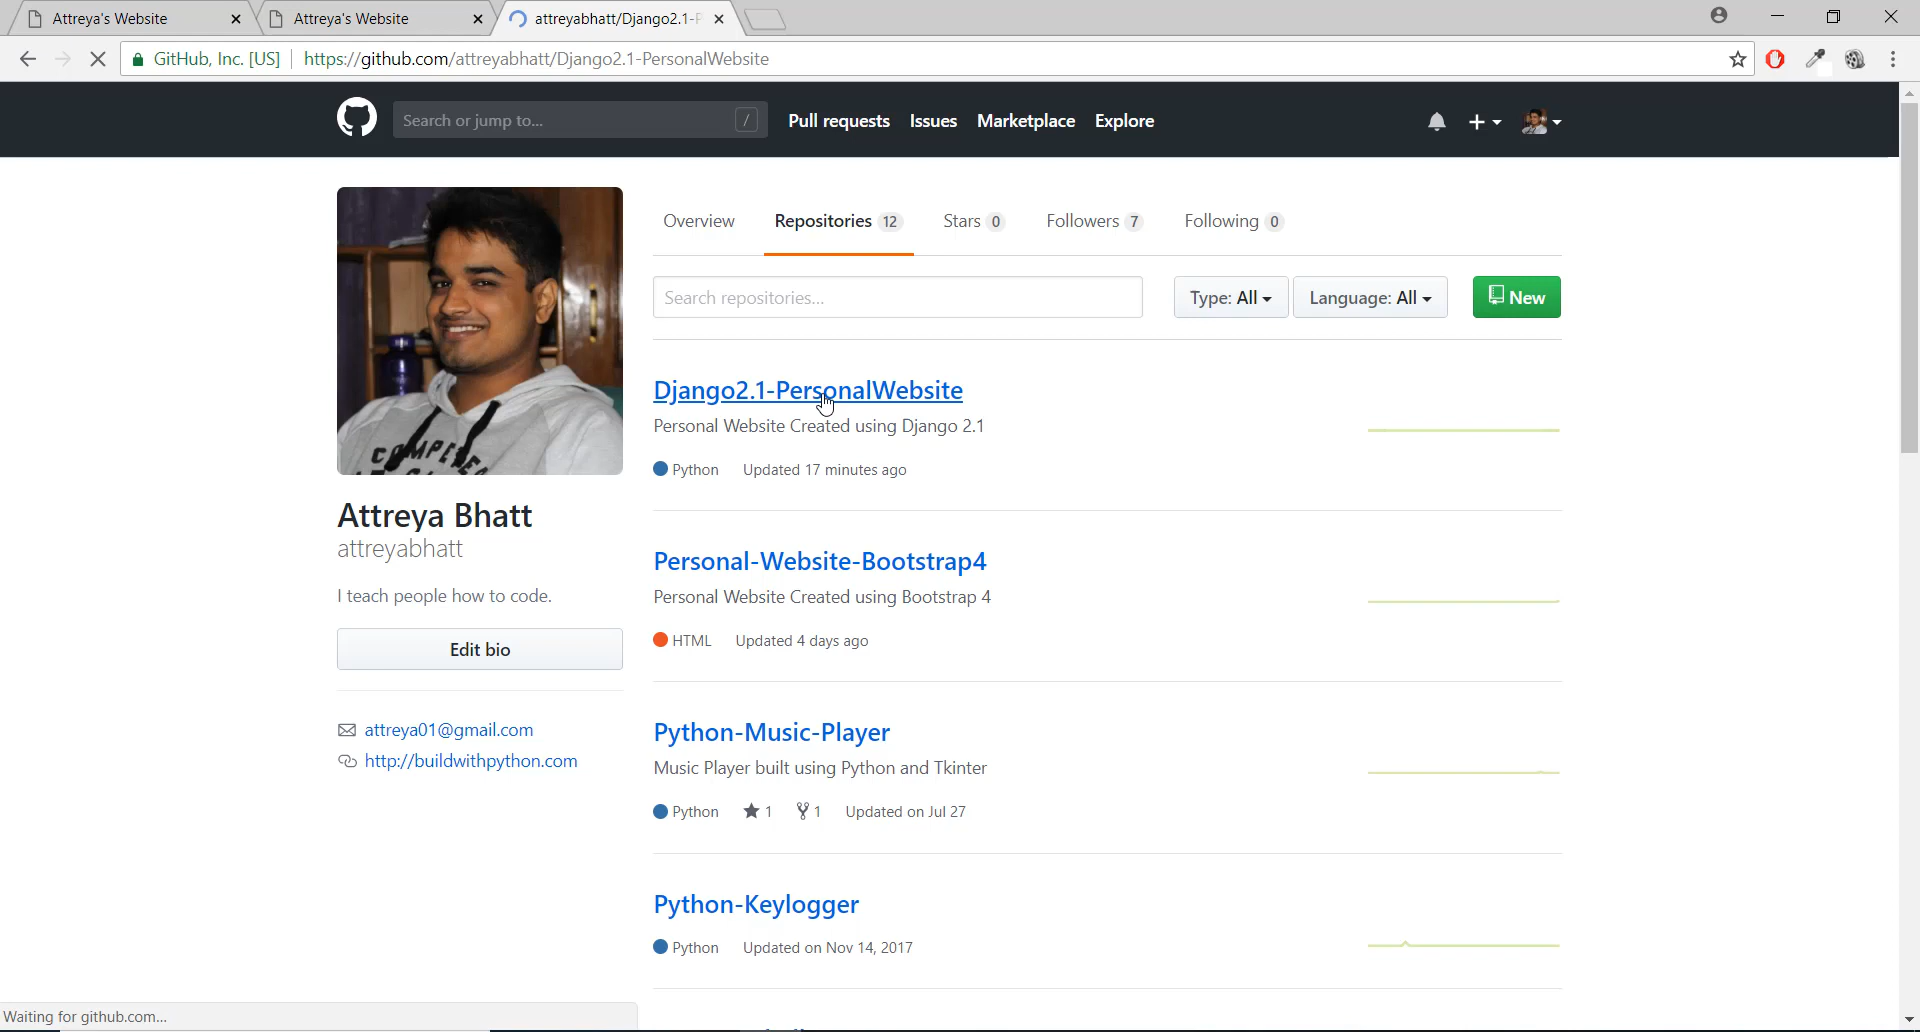 Attreya's Website
Attreya's Website
attreyabhatt/Django2.1-P
GitHub, Inc. [US] https://github.com/attreyabhatt/Django2.1-PersonalWebsite
Search or jump to... / Pull requests Issues Marketplace Explore
Overview Repositories 12 Stars 0 Followers 7 Following 0
Search repositories... Type: All Language: All New
Django2.1-PersonalWebsite
Personal Website Created using Django 2.1
Python Updated 17 minutes ago
COMPETE
Attreya Bhatt
attreyabhatt
I teach people how to code.
Edit bio
attreya01@gmail.com
http://buildwithpython.com
Personal-Website-Bootstrap4
Personal Website Created using Bootstrap 4
HTML Updated 4 days ago
Python-Music-Player
Music Player built using Python and Tkinter
Python 1 1 Updated on Jul 27
Python-Keylogger
Python Updated on Nov 14, 2017
Waiting for github.com...